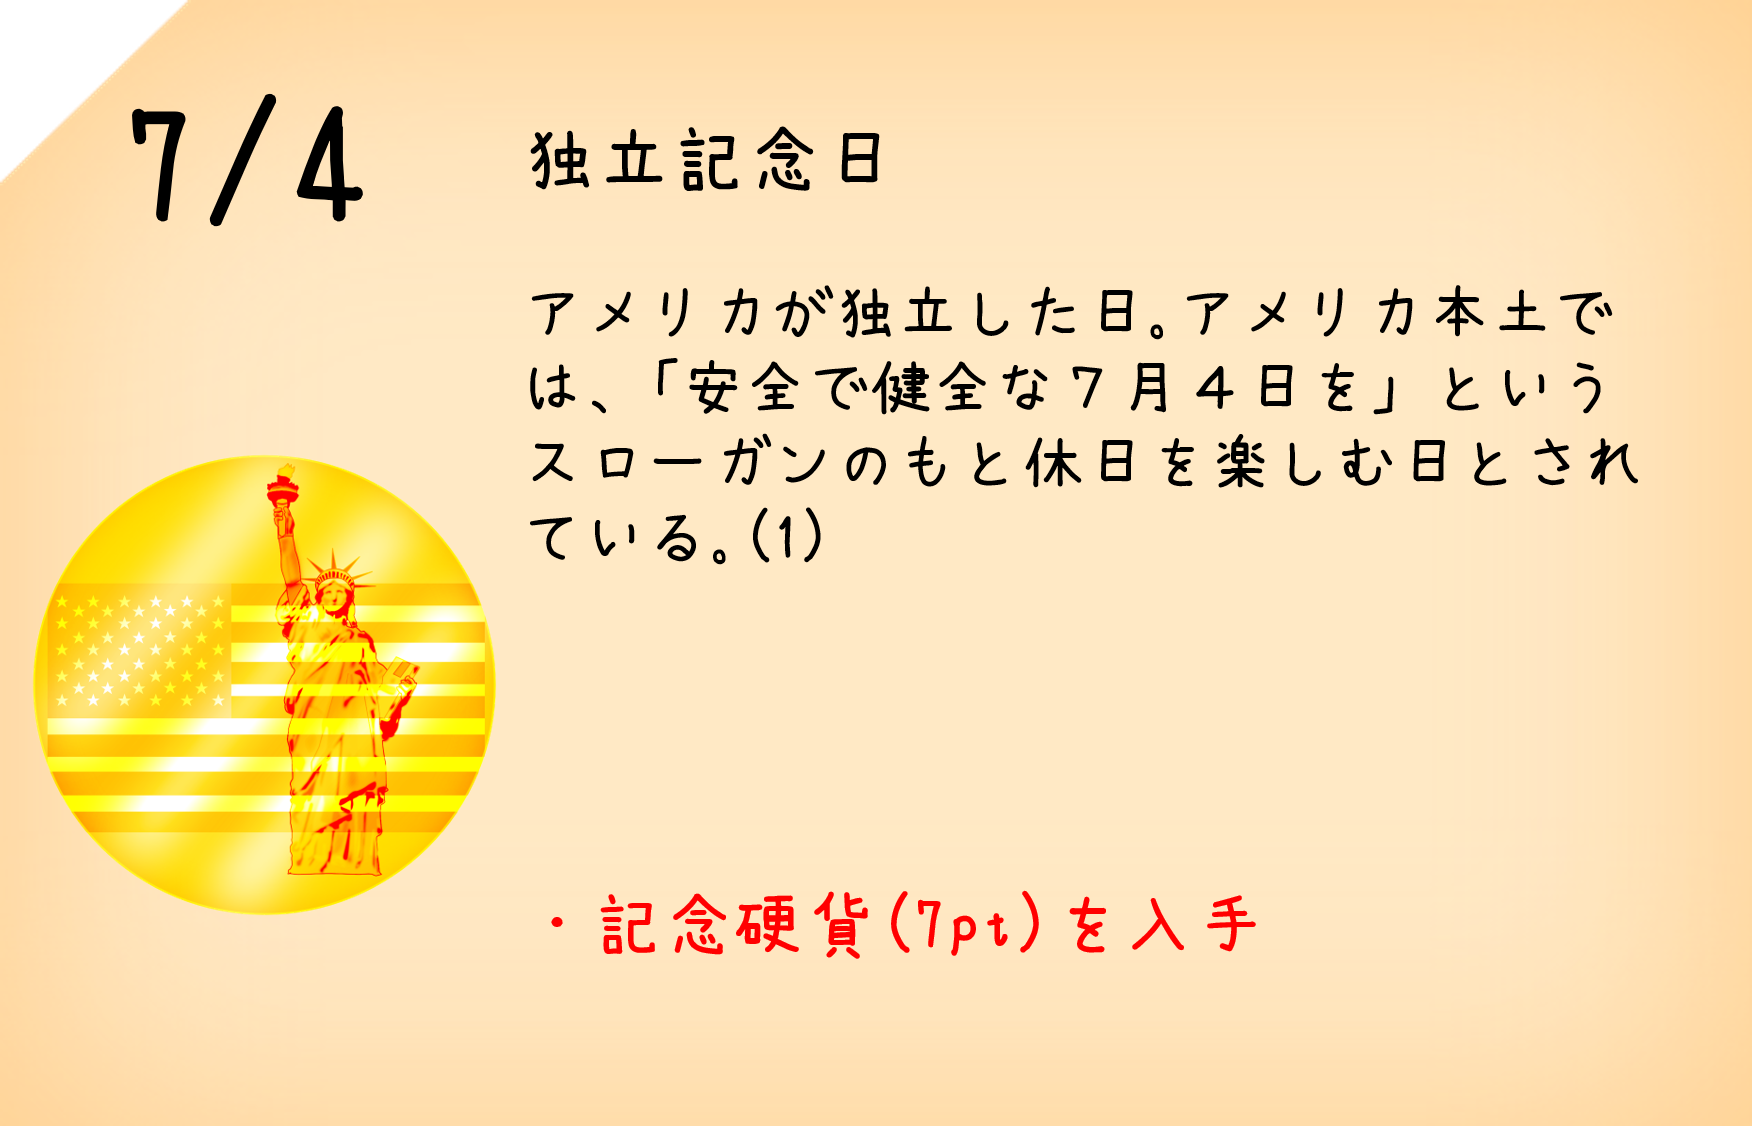 7/4
独立記念日
アメリカが独立した日。アメリカ本土で
は、「安全で健全な７月４日を」という
スローガンのもと休日を楽しむ日とされ
ている。(1)
・記念硬貨(7pt)を入手